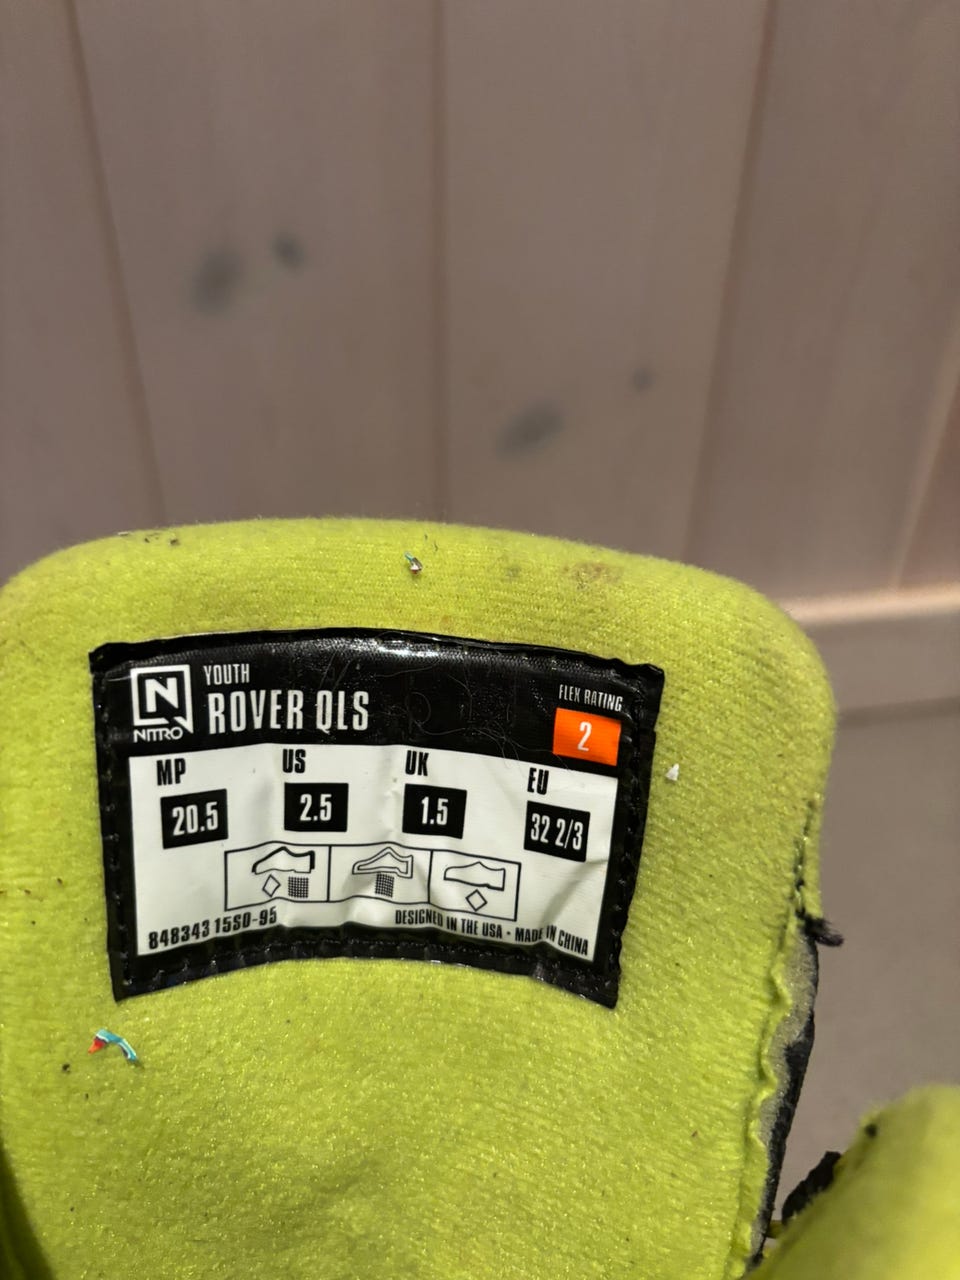 N
NITRO
YOUTH
ROVER QLS
FLEX RATING
2
MP US UK EU
20.5 2.5 1.5 32 2/3
848343 15SO-95
DESIGNED IN THE USA • MADE IN CHINA